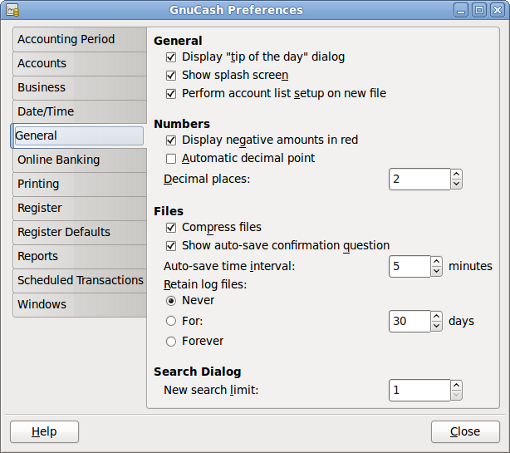 GnuCash Preferences
Accounting Period
Accounts
Business
Date/Time
General
Online Banking
Printing
Register
Register Defaults
Reports
Scheduled Transactions
Windows
General
Display "tip of the day" dialog
Show splash screen
Perform account list setup on new file
Numbers
Display negative amounts in red
Automatic decimal point
Decimal places: 2
Files
Compress files
Show auto-save confirmation question
Auto-save time interval: 5 minutes
Retain log files:
Never
For: 30 days
Forever
Search Dialog
New search limit: 1
Help Close